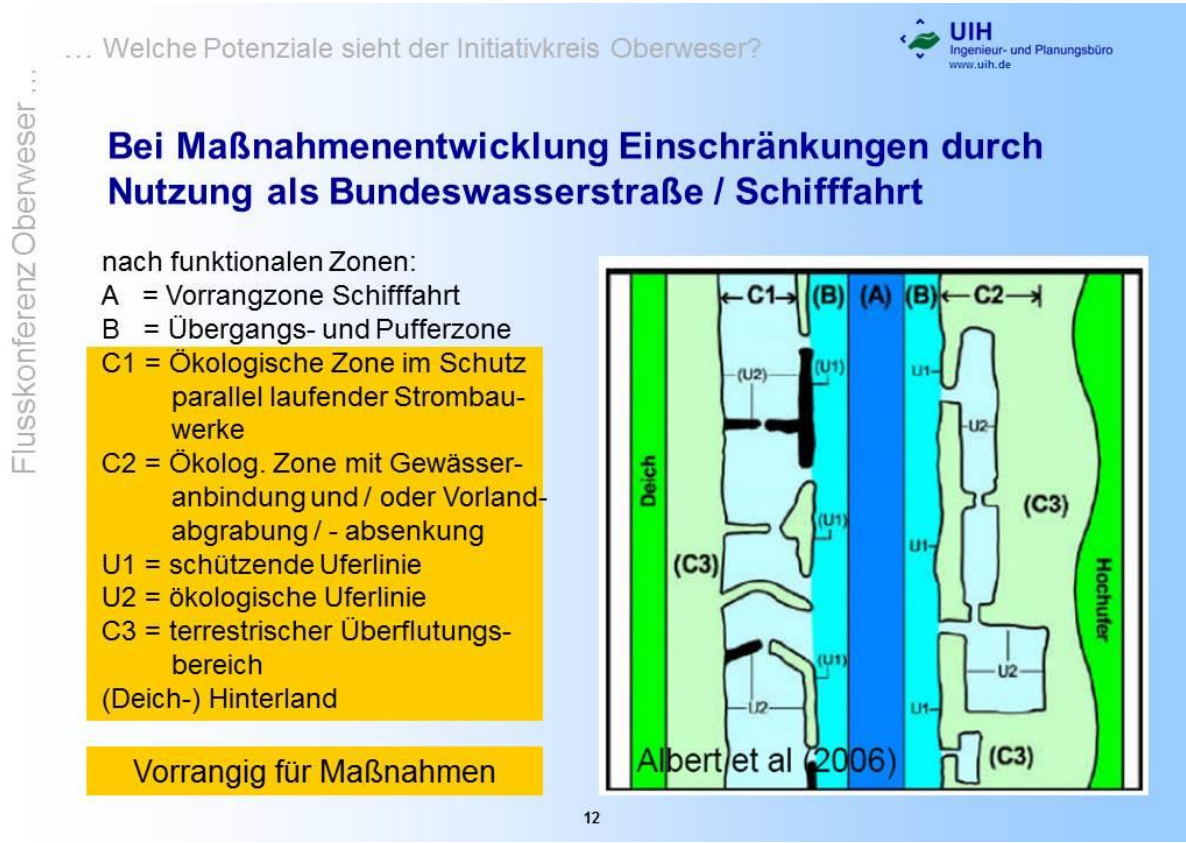 … Welche Potenziale sieht der Initiativkreis Oberweser?
UIH
Ingenieur- und Planungsbüro
www.uih.de
Flusskonferenz Oberweser …
Bei Maßnahmenentwicklung Einschränkungen durch
Nutzung als Bundeswasserstraße / Schifffahrt
nach funktionalen Zonen:
A = Vorrangzone Schifffahrt
B = Übergangs- und Pufferzone
C1 = Ökologische Zone im Schutz
parallel laufender Strombau-
werke
C2 = Ökolog. Zone mit Gewässer-
anbindung und / oder Vorland-
abgrabung / - absenkung
U1 = schützende Uferlinie
U2 = ökologische Uferlinie
C3 = terrestrischer Überflutungs-
bereich
(Deich-) Hinterland
Vorrangig für Maßnahmen
C1 (B) (A) (B) C2
(U2) (U1) U1
U2
Deich
(U1) (C3)
(C3) U1
Hochufer
(U1) U2
U2 U1
(C3)
Albert et al (2006)
12